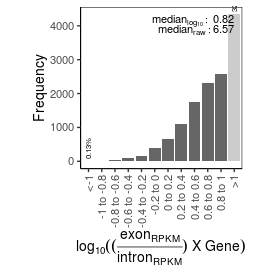 median_log10: 0.82
median_raw: 6.57
Frequency
4000
3000
2000
1000
0
0.13%
<-1
-1 to -0.8
-0.8 to -0.6
-0.6 to -0.4
-0.4 to -0.2
-0.2 to 0
0 to 0.2
0.2 to 0.4
0.4 to 0.6
0.6 to 0.8
0.8 to 1
>1
log10((exonRPKM/intronRPKM) X Gene)